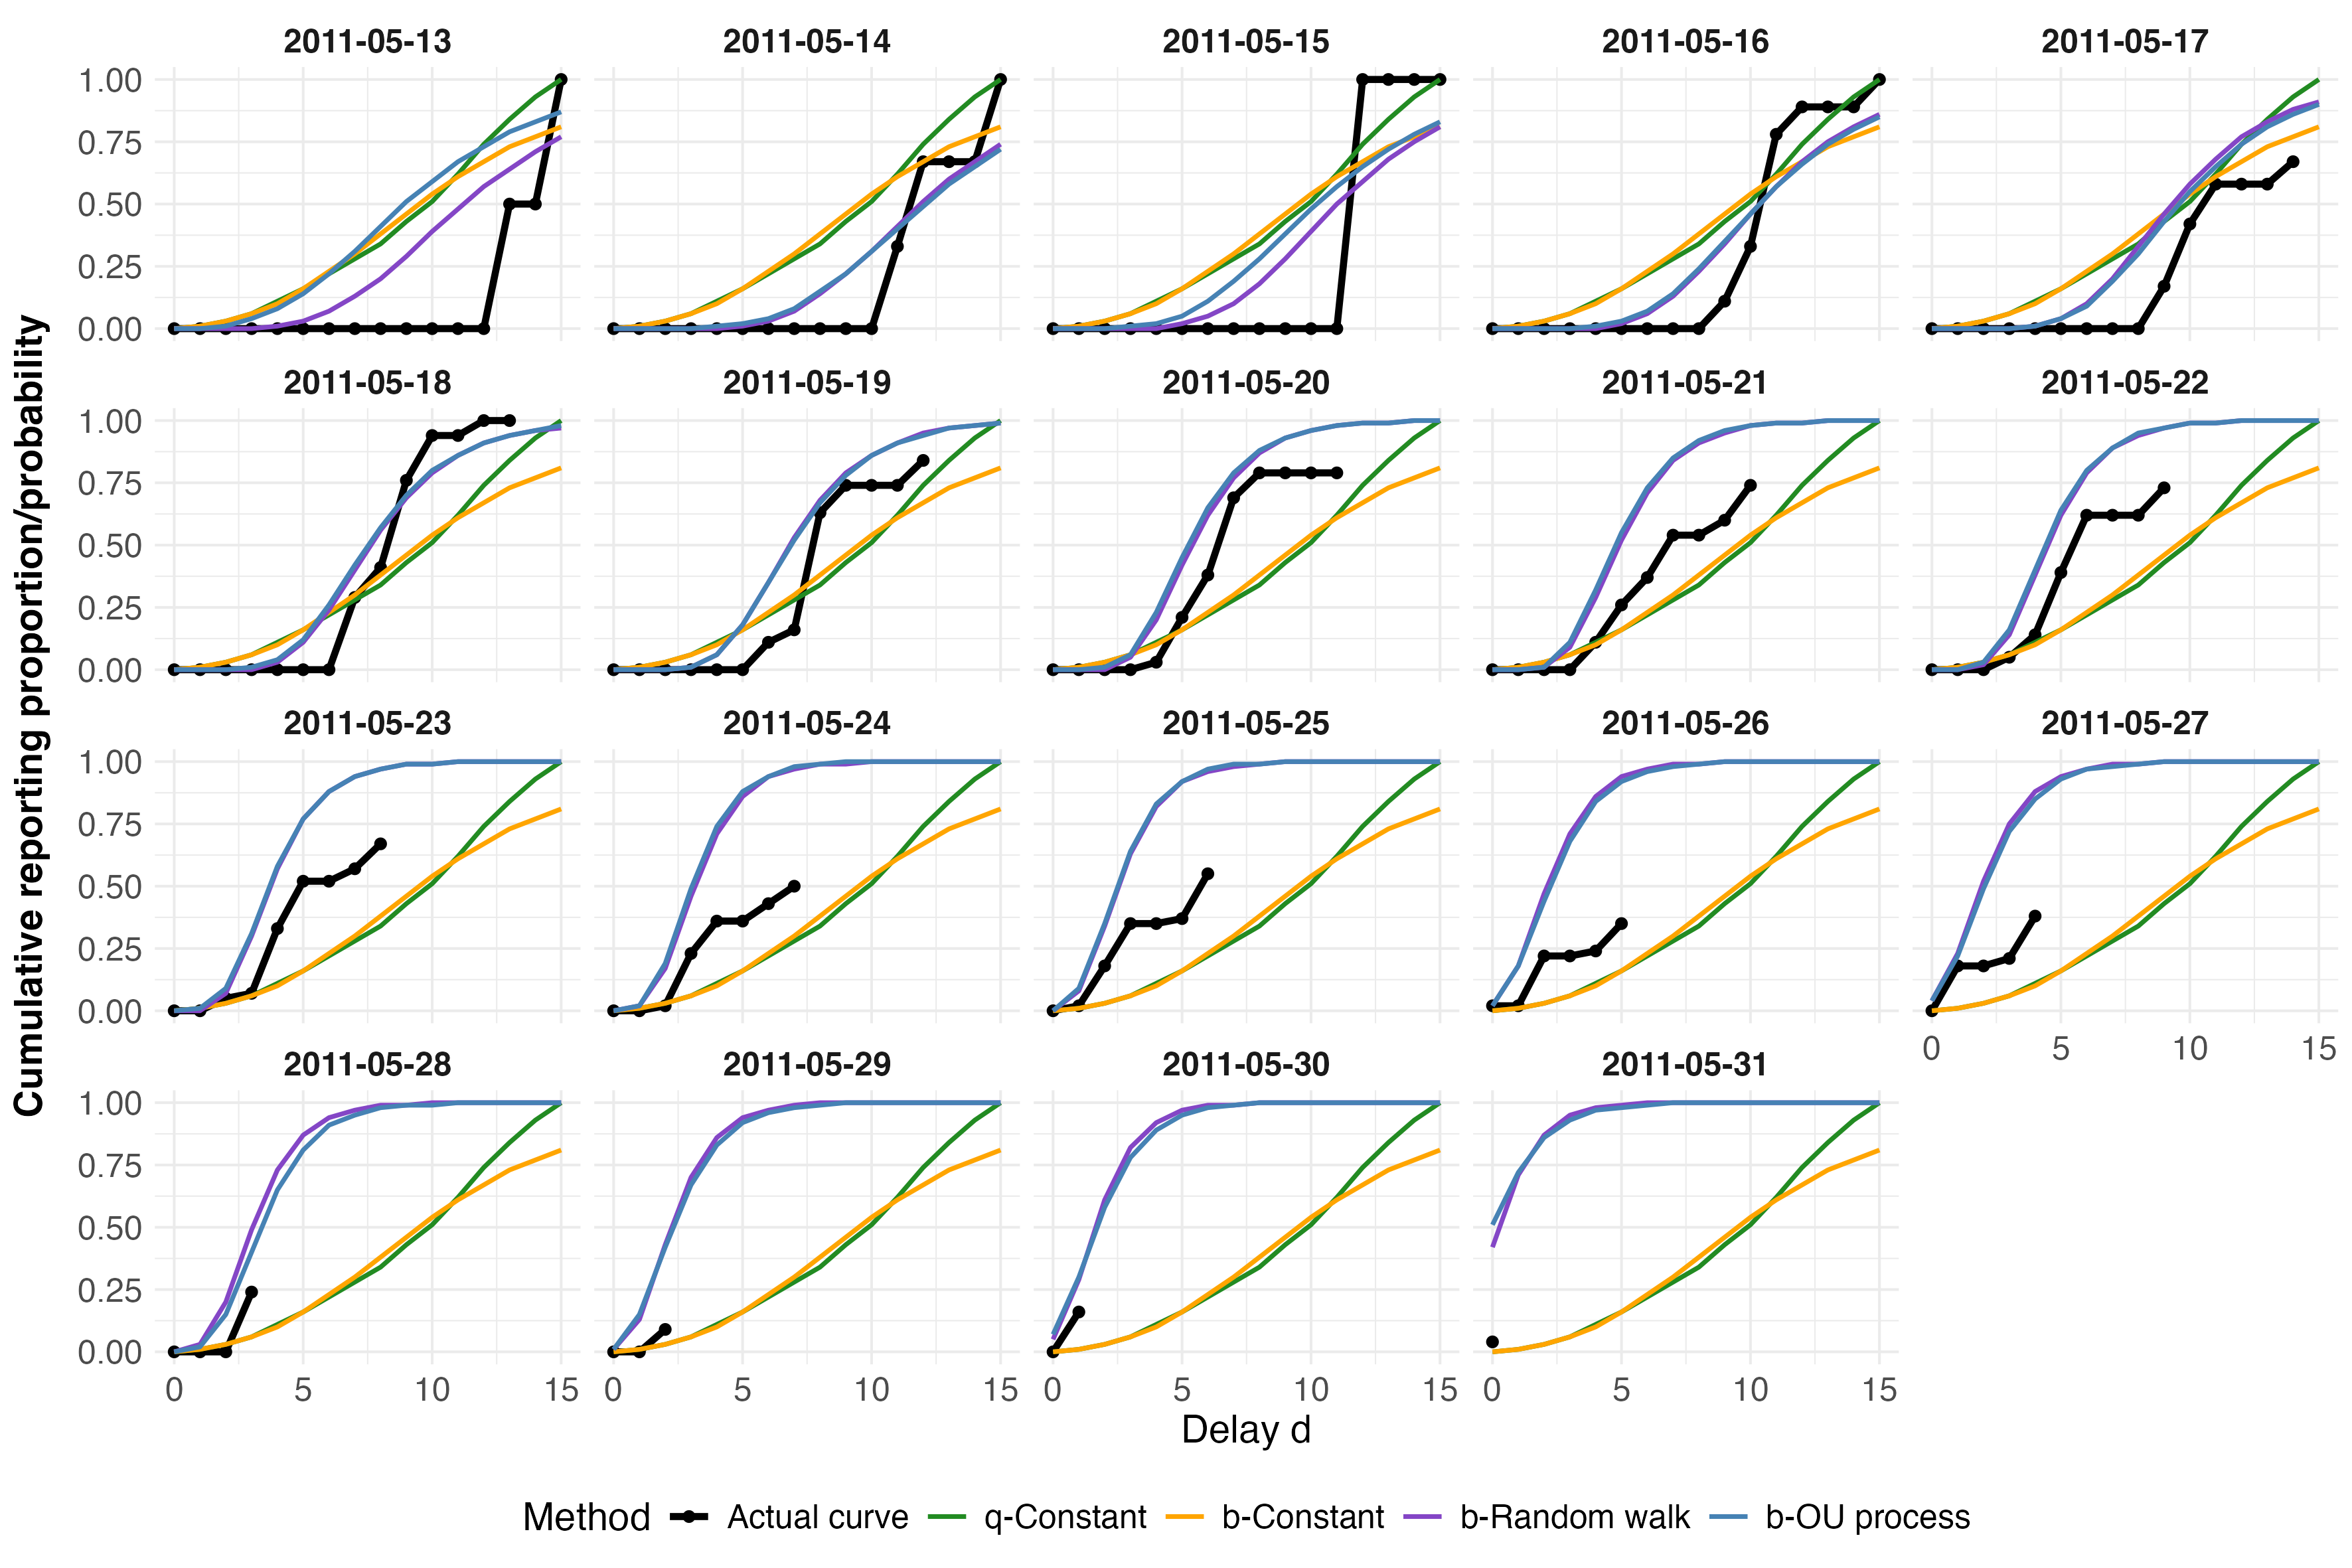 2011-05-13 2011-05-14 2011-05-15 2011-05-16 2011-05-17
1.00
0.75
0.50
0.25
0.00
2011-05-18 2011-05-19 2011-05-20 2011-05-21 2011-05-22
1.00
0.75
0.50
0.25
0.00
2011-05-23 2011-05-24 2011-05-25 2011-05-26 2011-05-27
1.00
0.75
0.50
0.25
0.00
0 5 10 15
2011-05-28 2011-05-29 2011-05-30 2011-05-31
1.00
0.75
0.50
0.25
0.00
0 5 10 15 0 5 10 15 0 5 10 15 0 5 10 15
Cumulative reporting proportion/probability
Delay d
Method Actual curve q-Constant b-Constant b-Random walk b-OU process